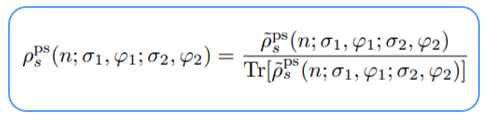 ρ_s^ps(n; σ_1, φ_1; σ_2, φ_2) = ρ̃_s^ps(n; σ_1, φ_1; σ_2, φ_2) / Tr[ρ̃_s^ps(n; σ_1, φ_1; σ_2, φ_2)]